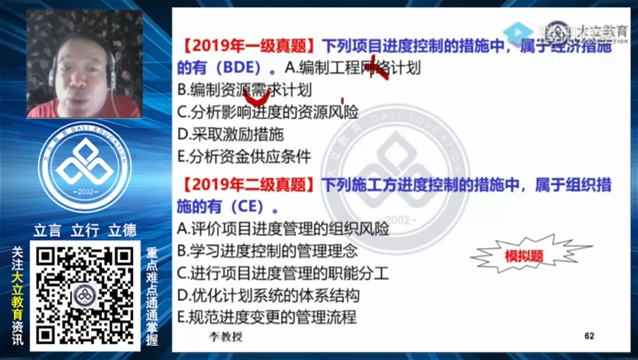 大立教育
【2019年一级真题】下列项目进度控制的措施中，属于经济措施
的有（BDE）。A.编制工程网络计划
B.编制资源需求计划
C.分析影响进度的资源风险
D.采取激励措施
E.分析资金供应条件
【2019年二级真题】下列施工方进度控制的措施中，属于组织措
施的有（CE）。
A.评价项目进度管理的组织风险
B.学习进度控制的管理理念
C.进行项目进度管理的职能分工
D.优化计划系统的体系结构
E.规范进度变更的管理流程
模拟题
李教授
62
大立教育 DALI EDUCATION
—2002—
立言 立行 立德
关注大立教育资讯
重点难点通通掌握